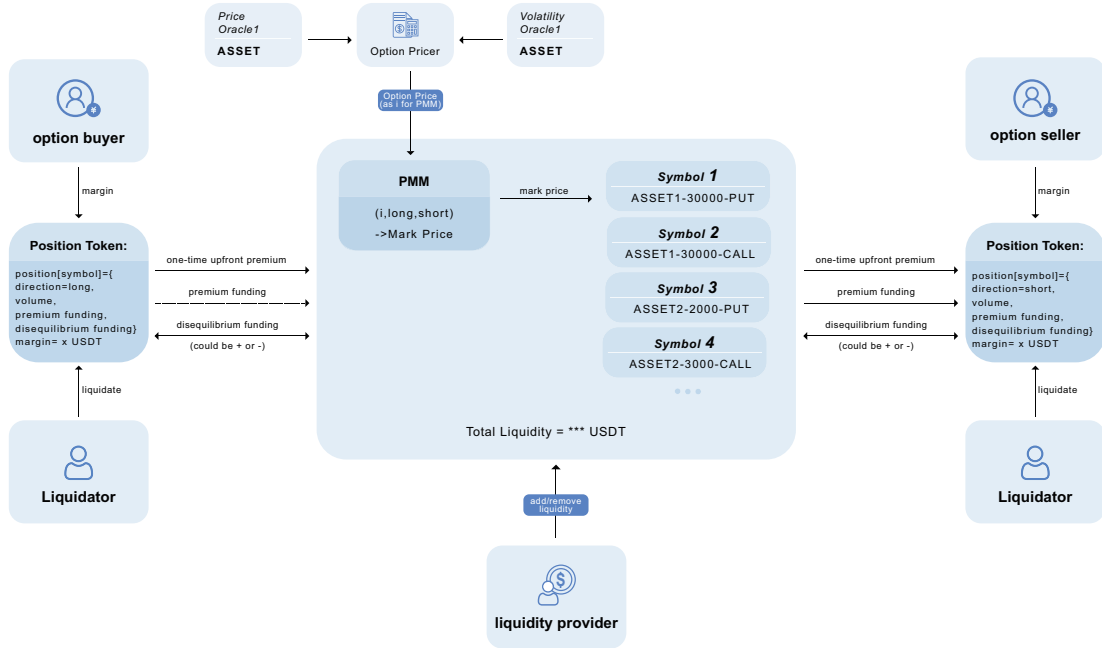 Price
Oracle1
ASSET
Option Pricer
Volatility
Oracle1
ASSET
Option Price
(as i for PMM)
¥
option buyer
margin
Position Token:
position[symbol]={
direction=long,
volume,
premium funding,
disequilibrium funding}
margin= x USDT
liquidate
Liquidator
one-time upfront premium
premium funding
disequilibrium funding
(could be + or -)
PMM
(i,long,short)
->Mark Price
mark price
Symbol 1
ASSET1-30000-PUT
Symbol 2
ASSET1-30000-CALL
Symbol 3
ASSET2-2000-PUT
Symbol 4
ASSET2-3000-CALL
Total Liquidity = *** USDT
add/remove
liquidity
$
liquidity provider
one-time upfront premium
premium funding
disequilibrium funding
(could be + or -)
¥
option seller
margin
Position Token:
position[symbol]={
direction=short,
volume,
premium funding,
disequilibrium funding}
margin= x USDT
liquidate
Liquidator